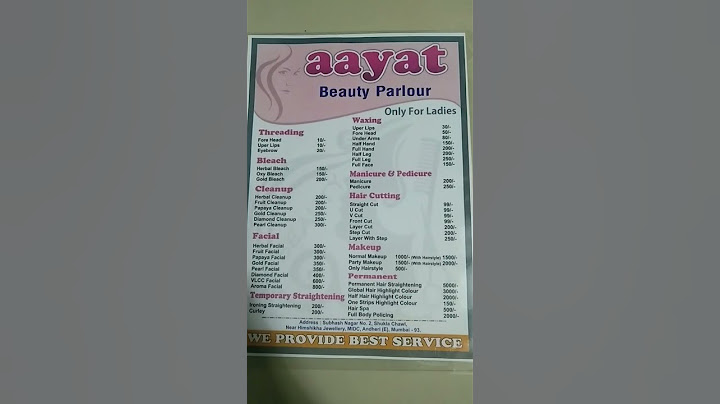 aayat
Beauty Parlour
Only For Ladies
Threading
Fore Head 10/-
Uper Lips 10/-
Eyebrow 20/-
Bleach
Herbal Bleach 150/-
Oxy Bleach 150/-
Gold Bleach 200/-
Cleanup
Herbal Cleanup 200/-
Fruit Cleanup 200/-
Papaya Cleanup 200/-
Gold Cleanup 250/-
Diamond Cleanup 250/-
Pearl Cleanup 300/-
Facial
Herbal Facial 300/-
Fruit Facial 300/-
Papaya Facial 300/-
Gold Facial 350/-
Pearl Facial 350/-
Diamond Facial 400/-
VLCC Facial 600/-
Aroma Facial 800/-
Temporary Straightening
Ironing Straightening 200/-
Curley 200/-
Waxing
Uper Lips 30/-
Fore Head 50/-
Under Arms 80/-
Half Hand 150/-
Full Hand 200/-
Half Leg 200/-
Full Leg 250/-
Full Face 150/-
Manicure & Pedicure
Manicure 200/-
Pedicure 250/-
Hair Cutting
Straight Cut 99/-
U Cut 99/-
V Cut 99/-
Front Cut 99/-
Layer Cut 200/-
Step Cut 200/-
Layer With Step 250/-
Makeup
Normal Makeup 1000/- (With Hairstyle) 1500/-
Party Makeup 1500/- (With Hairstyle) 2000/-
Only Hairstyle 500/-
Permanent
Permanent Hair Straightening 5000/-
Global Hair Highlight Colour 3000/-
Half Hair Highlight Colour 2000/-
One Strips Highlight Colour 150/-
Hair Spa 500/-
Full Body Policing 2000/-
Address : Subhash Nagar No. 2, Shukla Chawl,
Near Himshikha Jewellery, MIDC, Andheri (E), Mumbai - 93.
WE PROVIDE BEST SERVICE